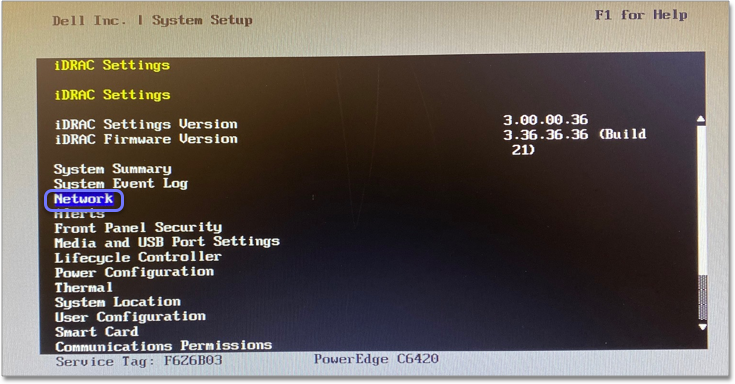 Dell Inc. | System Setup
F1 for Help
iDRAC Settings
iDRAC Settings
iDRAC Settings Version 3.00.00.36
iDRAC Firmware Version 3.36.36.36 (Build
21)
System Summary
System Event Log
Network
Alerts
Front Panel Security
Media and USB Port Settings
Lifecycle Controller
Power Configuration
Thermal
System Location
User Configuration
Smart Card
Communications Permissions
Service Tag: F6Z6B03 PowerEdge C6420